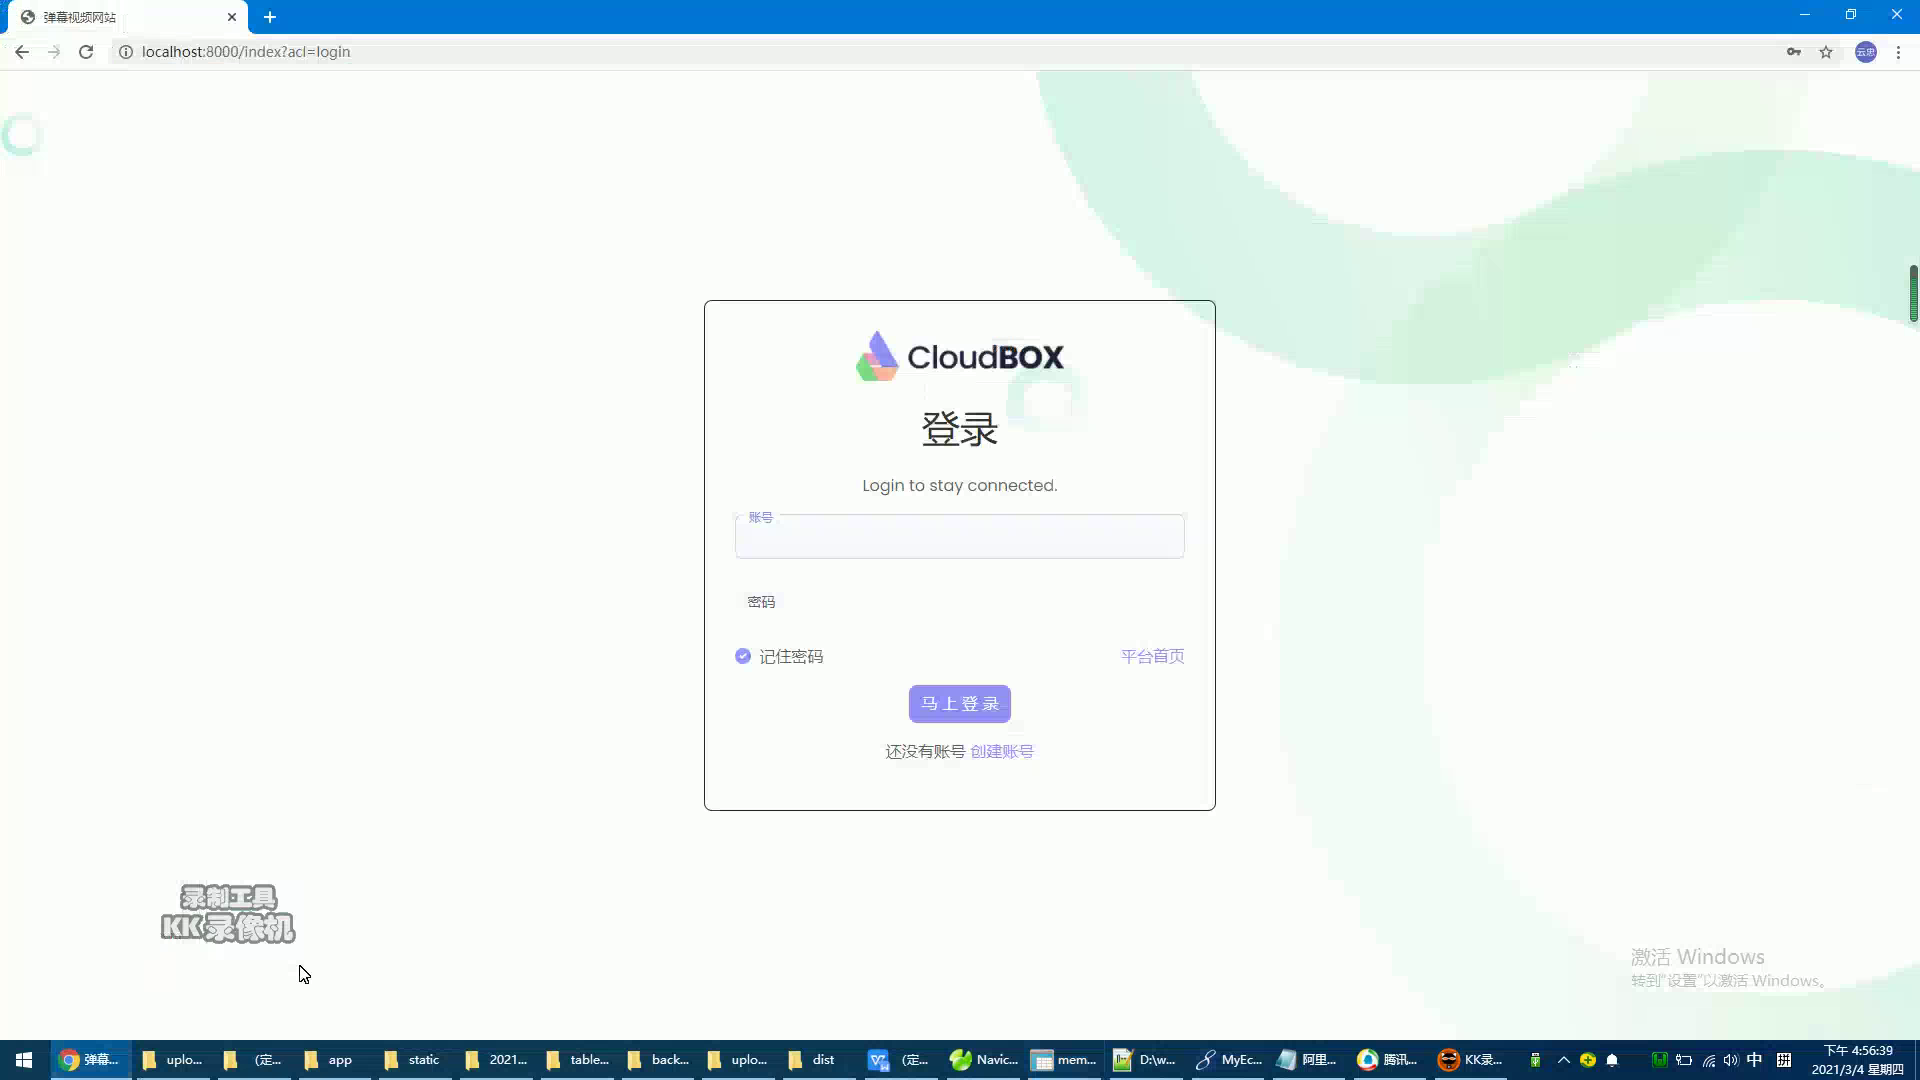 弹幕视频网站
localhost:8000/index?acl=login
云忠
CloudBOX
登录
Login to stay connected.
账号
密码
记住密码
平台首页
马上登录
还没有账号 创建账号
录制工具
KK录像机
激活 Windows
转到"设置"以激活 Windows。
弹幕...
uplo...
(定...
app
static
2021...
table...
back...
uplo...
dist
(定...
Navic...
mem...
D:\w...
MyEc...
阿里...
腾讯...
KK录...
中
拼
下午 4:56:39
2021/3/4 星期四